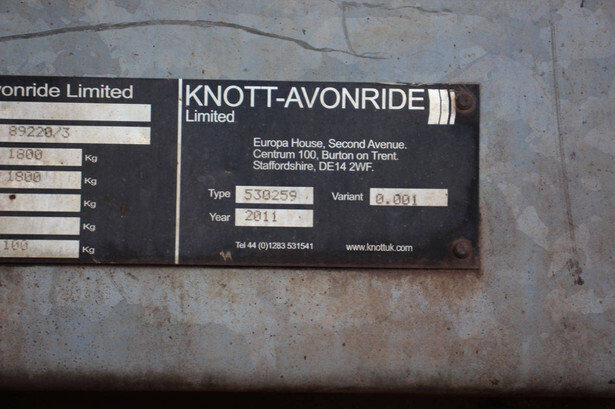 vonride Limited
89220/3
1800 Kg
1800 Kg
Kg
Kg
100 Kg
KNOTT-AVONRIDE
Limited
Europa House, Second Avenue.
Centrum 100, Burton on Trent.
Staffordshire, DE14 2WF.
Type 530259 Variant 0.001
Year 2011
Tel 44 (0)1283 531541 www.knottuk.com